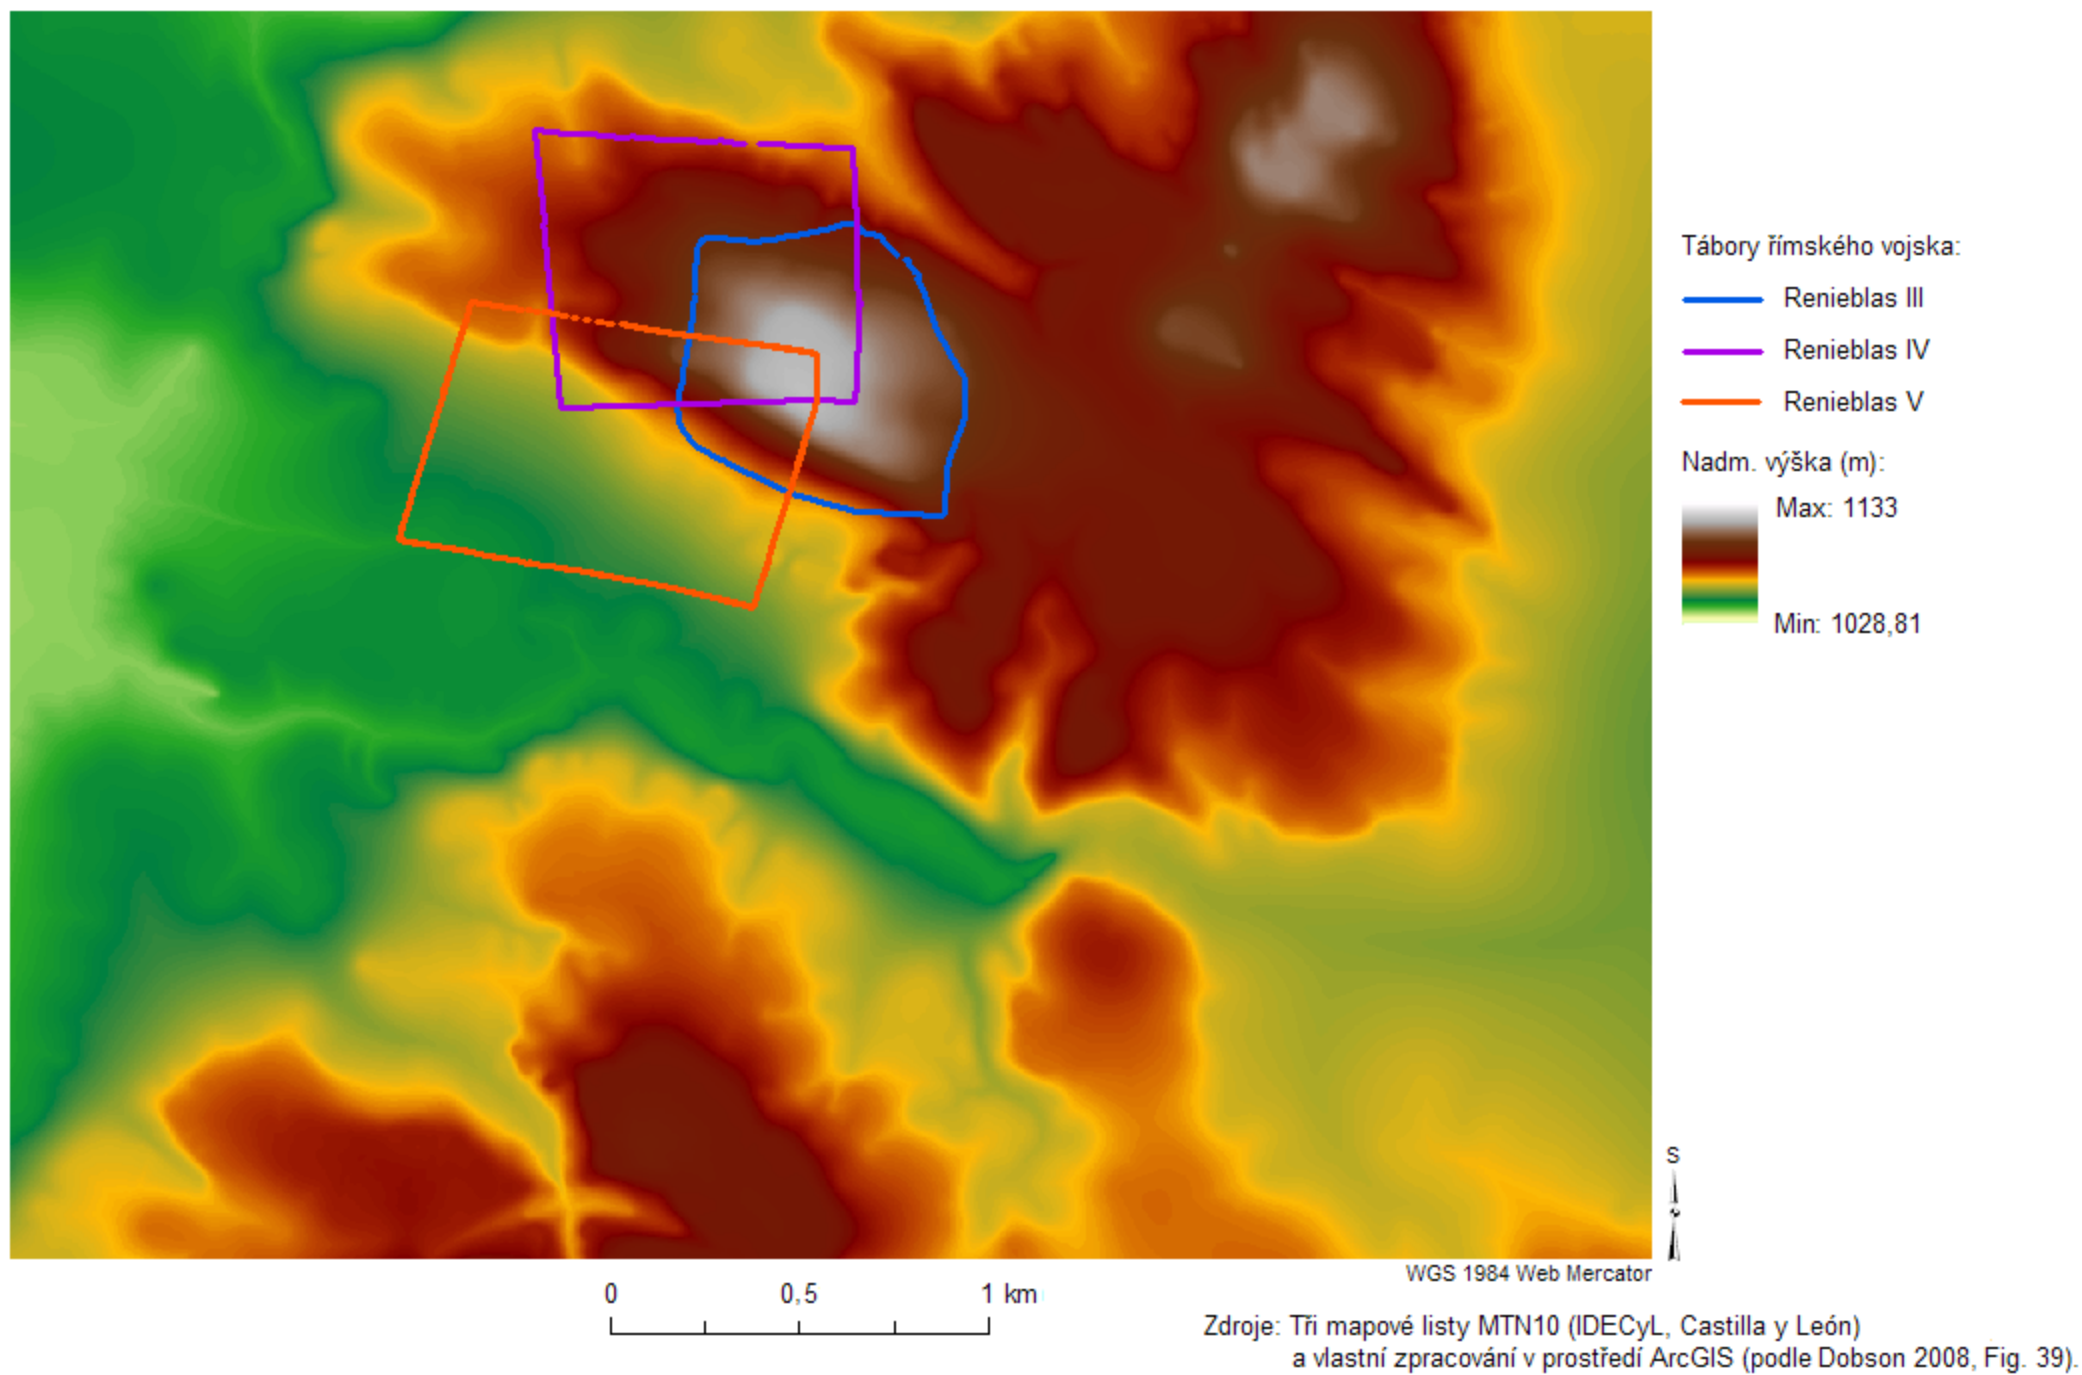 Tábory římského vojska:
Renieblas III
Renieblas IV
Renieblas V
Nadm. výška (m):
Max: 1133
Min: 1028,81
S
WGS 1984 Web Mercator
0 0,5 1 km
Zdroje: Tři mapové listy MTN10 (IDECyL, Castilla y León)
a vlastní zpracování v prostředí ArcGIS (podle Dobson 2008, Fig. 39).